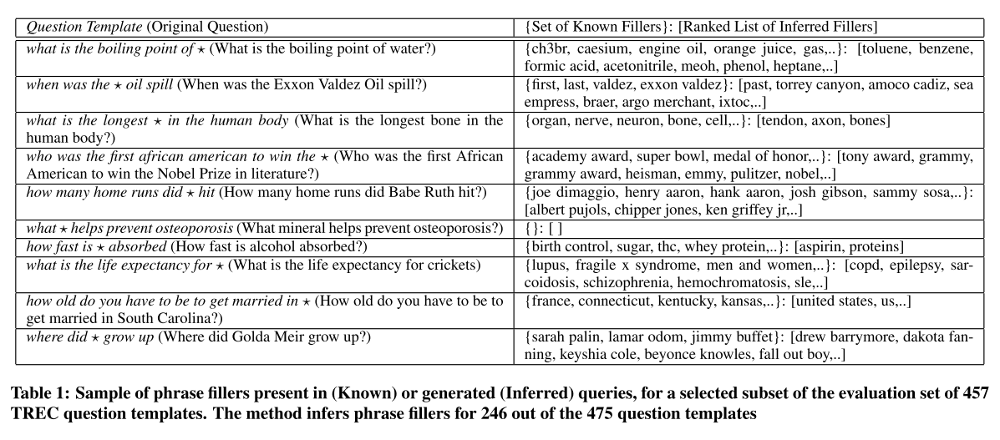 Question Template (Original Question)
{Set of Known Fillers}: [Ranked List of Inferred Fillers]
what is the boiling point of ⋆ (What is the boiling point of water?)
{ch3br, caesium, engine oil, orange juice, gas,..}: [toluene, benzene,
formic acid, acetonitrile, meoh, phenol, heptane,..]
when was the ⋆ oil spill (When was the Exxon Valdez Oil spill?)
{first, last, valdez, exxon valdez}: [past, torrey canyon, amoco cadiz, sea
empress, braer, argo merchant, ixtoc,..]
what is the longest ⋆ in the human body (What is the longest bone in the
human body?)
{organ, nerve, neuron, bone, cell,..}: [tendon, axon, bones]
who was the first african american to win the ⋆ (Who was the first African
American to win the Nobel Prize in literature?)
{academy award, super bowl, medal of honor,..}: [tony award, grammy,
grammy award, heisman, emmy, pulitzer, nobel,..]
how many home runs did ⋆ hit (How many home runs did Babe Ruth hit?)
{joe dimaggio, henry aaron, hank aaron, josh gibson, sammy sosa,..}:
[albert pujols, chipper jones, ken griffey jr,..]
what ⋆ helps prevent osteoporosis (What mineral helps prevent osteoporosis?)
{}: [ ]
how fast is ⋆ absorbed (How fast is alcohol absorbed?)
{birth control, sugar, thc, whey protein,..}: [aspirin, proteins]
what is the life expectancy for ⋆ (What is the life expectancy for crickets)
{lupus, fragile x syndrome, men and women,..}: [copd, epilepsy, sar-
coidosis, schizophrenia, hemochromatosis, sle,..]
how old do you have to be to get married in ⋆ (How old do you have to be to
get married in South Carolina?)
{france, connecticut, kentucky, kansas,..}: [united states, us,..]
where did ⋆ grow up (Where did Golda Meir grow up?)
{sarah palin, lamar odom, jimmy buffet}: [drew barrymore, dakota fan-
ning, keyshia cole, beyonce knowles, fall out boy,..]
Table 1: Sample of phrase fillers present in (Known) or generated (Inferred) queries, for a selected subset of the evaluation set of 457
TREC question templates. The method infers phrase fillers for 246 out of the 475 question templates